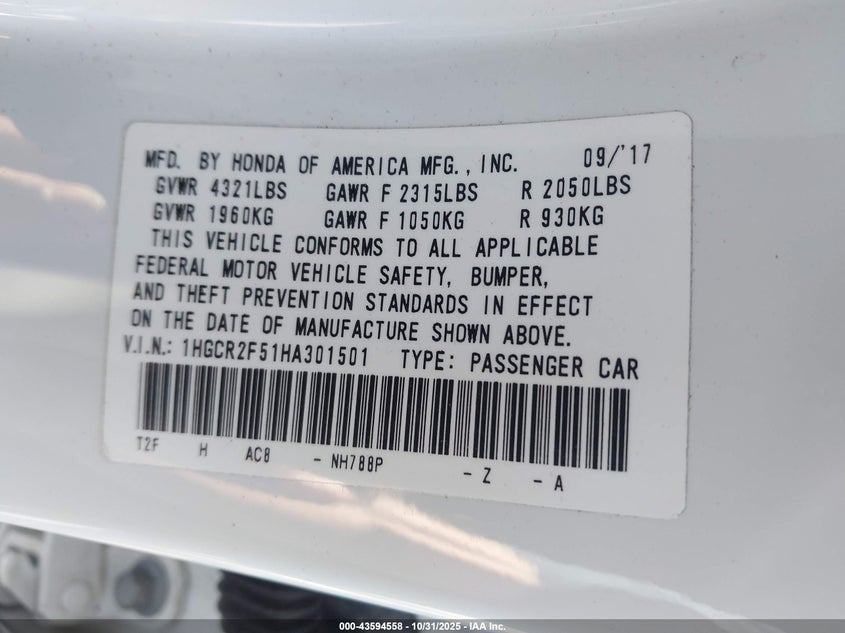 MFD. BY HONDA OF AMERICA MFG., INC. 09/'17
GVWR 4321LBS GAWR F 2315LBS R 2050LBS
GVWR 1960KG GAWR F 1050KG R 930KG
THIS VEHICLE CONFORMS TO ALL APPLICABLE
FEDERAL MOTOR VEHICLE SAFETY, BUMPER,
AND THEFT PREVENTION STANDARDS IN EFFECT
ON THE DATE OF MANUFACTURE SHOWN ABOVE.
V.I.N.: 1HGCR2F51HA301501 TYPE: PASSENGER CAR
T2F H AC8 - NH788P - Z - A
000-43594558 - 10/31/2025 - IAA Inc.